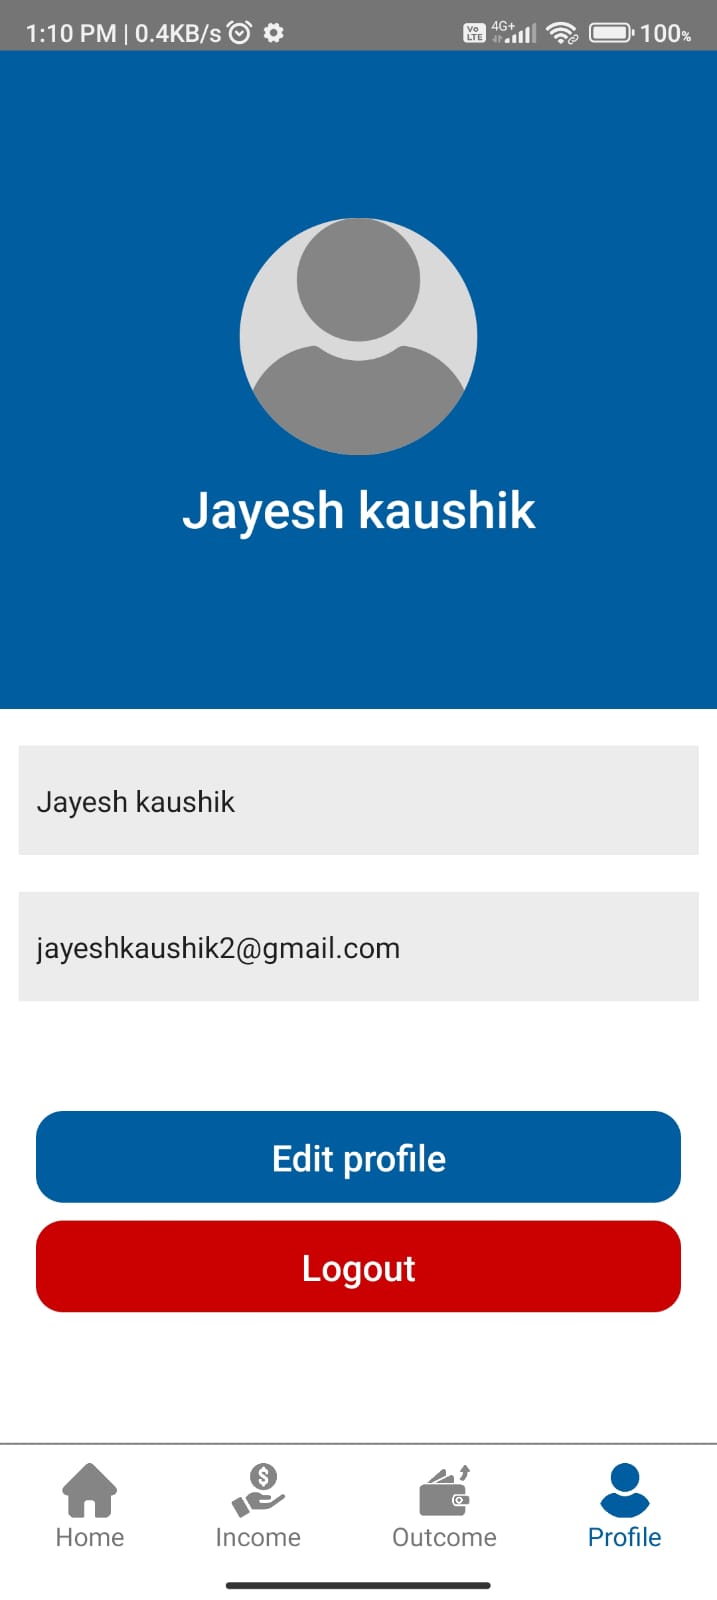 1:10 PM | 0.4KB/s Vo LTE 4G+ 100%
Jayesh kaushik
Jayesh kaushik
jayeshkaushik2@gmail.com
Edit profile
Logout
Home Income Outcome Profile